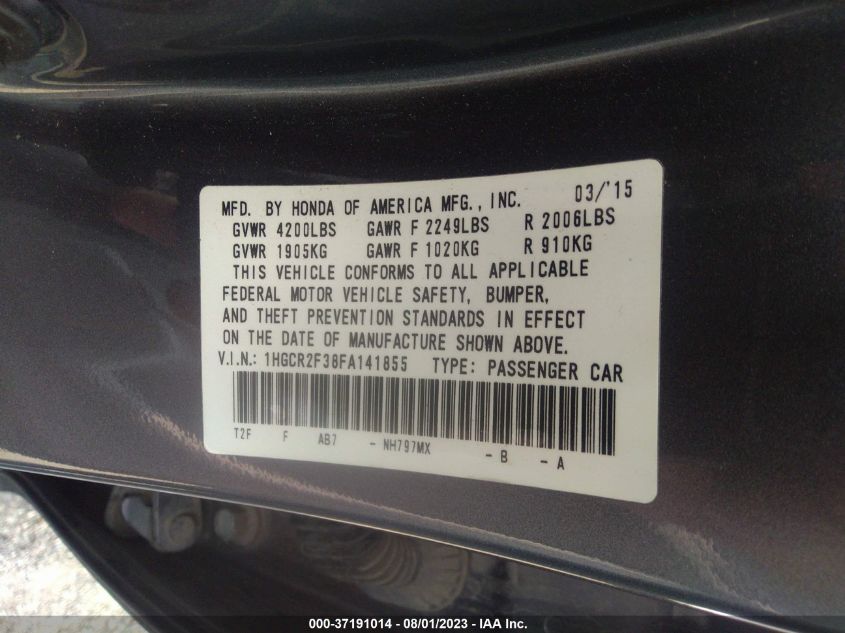 MFD. BY HONDA OF AMERICA MFG., INC. 03/'15
GVWR 4200LBS GAWR F 2249LBS R 2006LBS
GVWR 1905KG GAWR F 1020KG R 910KG
THIS VEHICLE CONFORMS TO ALL APPLICABLE
FEDERAL MOTOR VEHICLE SAFETY, BUMPER,
AND THEFT PREVENTION STANDARDS IN EFFECT
ON THE DATE OF MANUFACTURE SHOWN ABOVE.
V.I.N.: 1HGCR2F38FA141855 TYPE: PASSENGER CAR
T2F F AB7 - NH797MX - B - A
000-37191014 - 08/01/2023 - IAA Inc.